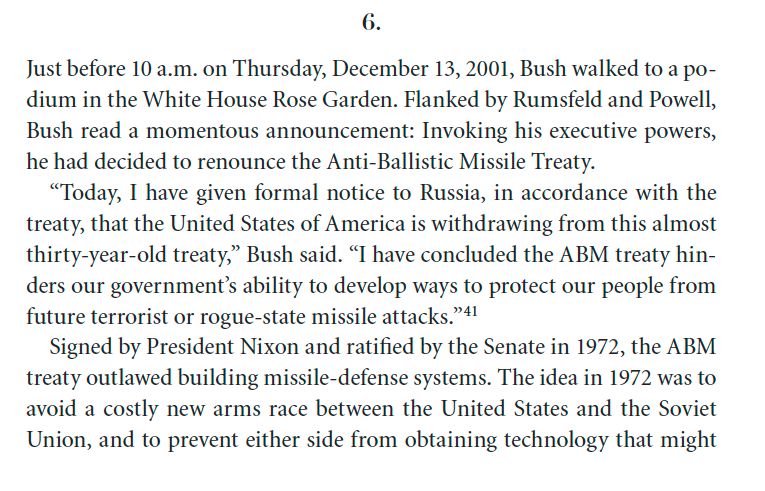 6.
Just before 10 a.m. on Thursday, December 13, 2001, Bush walked to a po-
dium in the White House Rose Garden. Flanked by Rumsfeld and Powell,
Bush read a momentous announcement: Invoking his executive powers,
he had decided to renounce the Anti-Ballistic Missile Treaty.
“Today, I have given formal notice to Russia, in accordance with the
treaty, that the United States of America is withdrawing from this almost
thirty-year-old treaty,” Bush said. “I have concluded the ABM treaty hin-
ders our government’s ability to develop ways to protect our people from
future terrorist or rogue-state missile attacks.”41
Signed by President Nixon and ratified by the Senate in 1972, the ABM
treaty outlawed building missile-defense systems. The idea in 1972 was to
avoid a costly new arms race between the United States and the Soviet
Union, and to prevent either side from obtaining technology that might